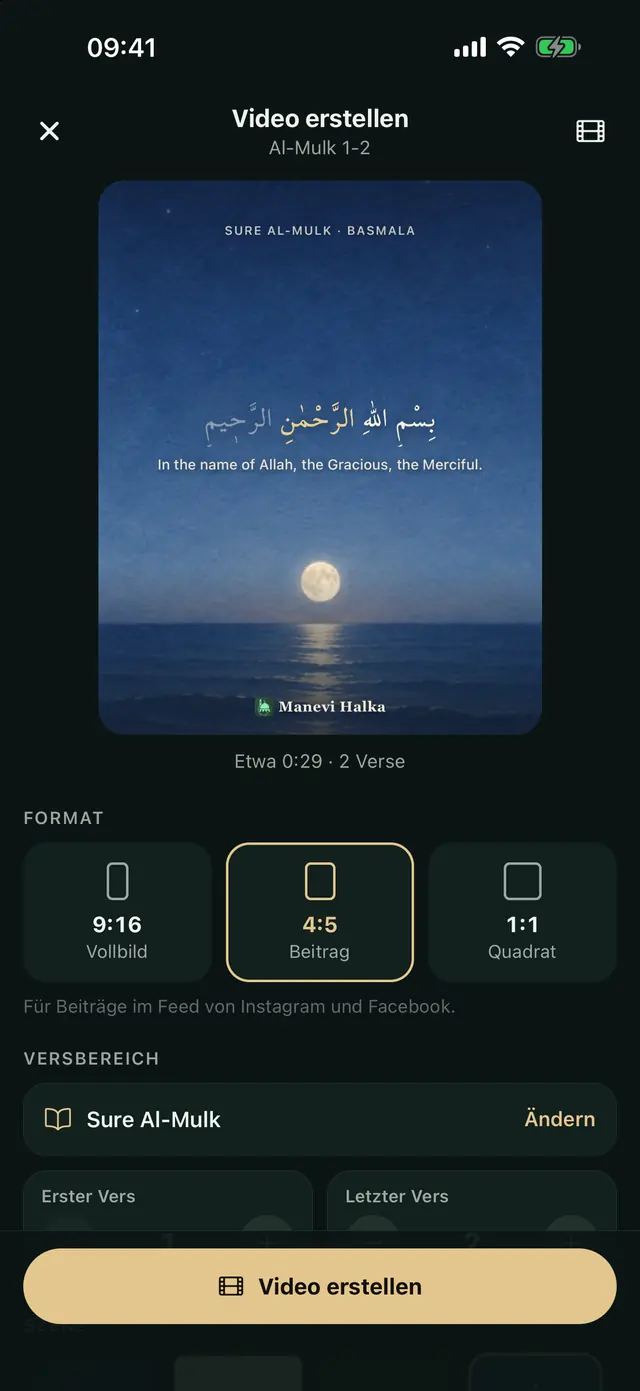 09:41
Video erstellen
Al-Mulk 1-2
SURE AL-MULK · BASMALA
بِسْمِ اللّٰهِ الرَّحْمٰنِ الرَّحِيمِ
In the name of Allah, the Gracious, the Merciful.
Manevi Halka
Etwa 0:29 · 2 Verse
FORMAT
9:16
Vollbild
4:5
Beitrag
1:1
Quadrat
Für Beiträge im Feed von Instagram und Facebook.
VERSBEREICH
Sure Al-Mulk
Ändern
Erster Vers
Letzter Vers
1 +
− 2 +
Video erstellen